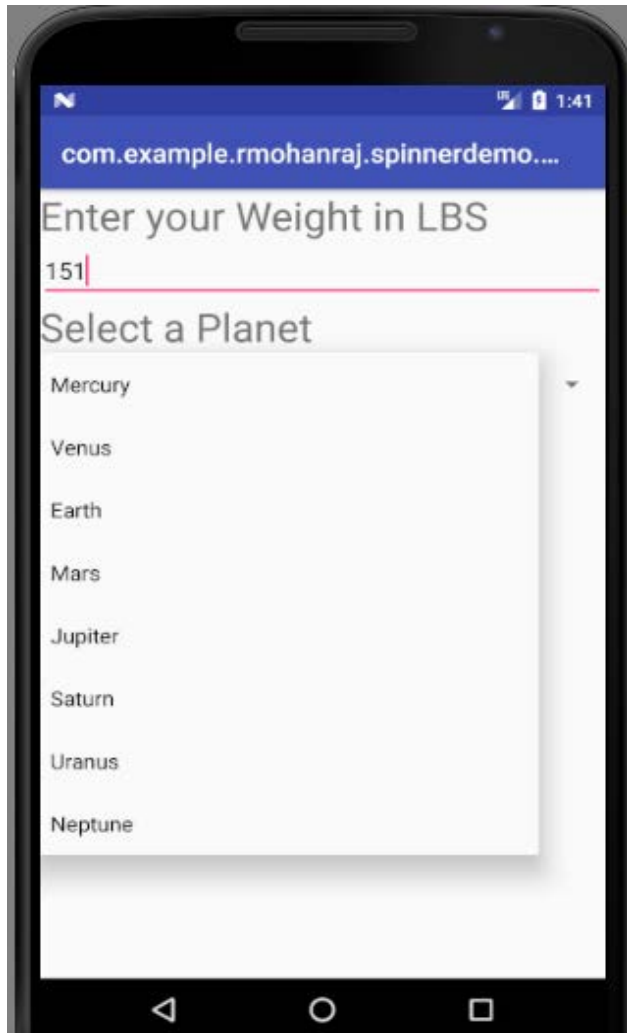 1:41
com.example.rmohanraj.spinnerdemo....
Enter your Weight in LBS
151
Select a Planet
Mercury
Venus
Earth
Mars
Jupiter
Saturn
Uranus
Neptune